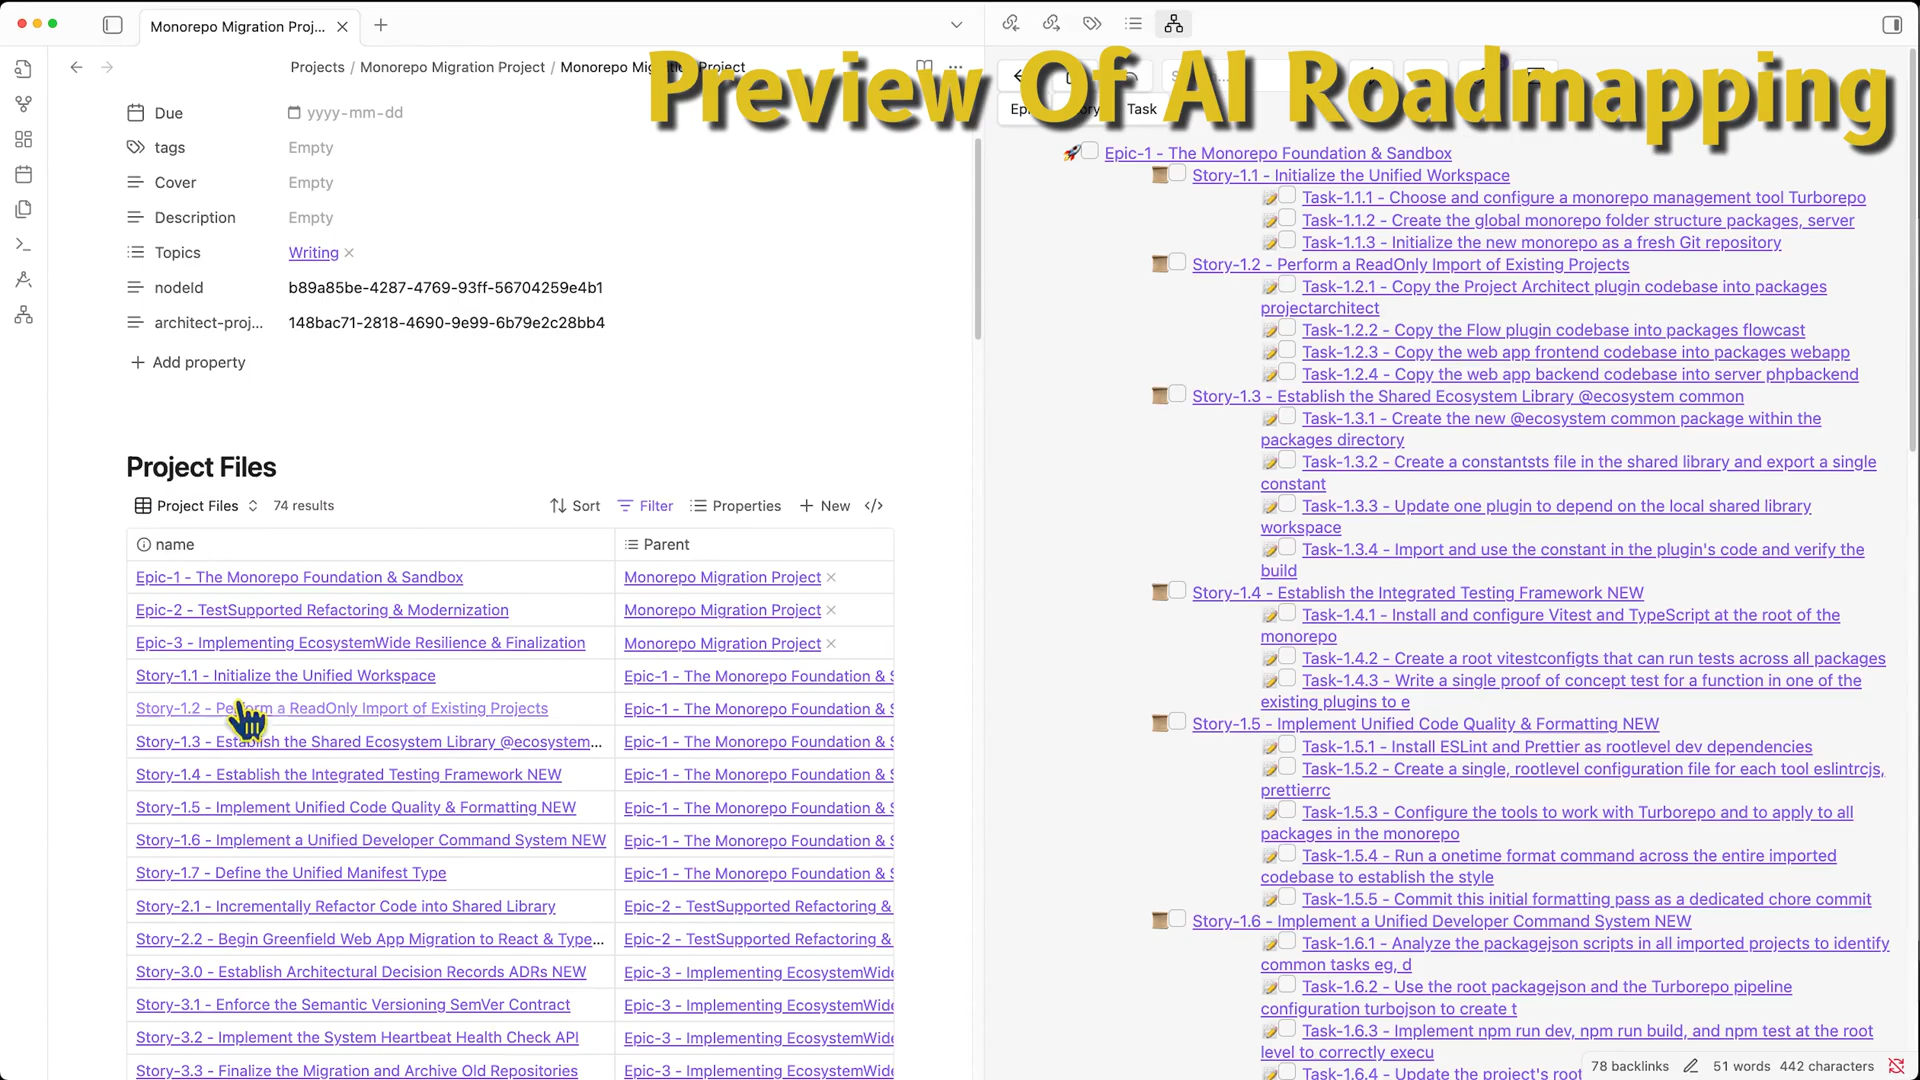 Monorepo Migration Proj...
Projects / Monorepo Migration Project / Monorepo Migration Project
Preview Of AI Roadmapping
Due yyyy-mm-dd
tags Empty
Cover Empty
Description Empty
Topics Writing ×
nodeId b89a85be-4287-4769-93ff-56704259e4b1
architect-proj... 148bac71-2818-4690-9e99-6b79e2c28bb4
+ Add property
Project Files
Project Files 74 results Sort Filter Properties + New </>
name Parent
Epic-1 - The Monorepo Foundation & Sandbox Monorepo Migration Project ×
Epic-2 - TestSupported Refactoring & Modernization Monorepo Migration Project ×
Epic-3 - Implementing EcosystemWide Resilience & Finalization Monorepo Migration Project ×
Story-1.1 - Initialize the Unified Workspace Epic-1 - The Monorepo Foundation & S
Story-1.2 - Perform a ReadOnly Import of Existing Projects Epic-1 - The Monorepo Foundation & S
Story-1.3 - Establish the Shared Ecosystem Library @ecosystem... Epic-1 - The Monorepo Foundation & S
Story-1.4 - Establish the Integrated Testing Framework NEW Epic-1 - The Monorepo Foundation & S
Story-1.5 - Implement Unified Code Quality & Formatting NEW Epic-1 - The Monorepo Foundation & S
Story-1.6 - Implement a Unified Developer Command System NEW Epic-1 - The Monorepo Foundation & S
Story-1.7 - Define the Unified Manifest Type Epic-1 - The Monorepo Foundation & S
Story-2.1 - Incrementally Refactor Code into Shared Library Epic-2 - TestSupported Refactoring &
Story-2.2 - Begin Greenfield Web App Migration to React & Type... Epic-2 - TestSupported Refactoring &
Story-3.0 - Establish Architectural Decision Records ADRs NEW Epic-3 - Implementing EcosystemWide
Story-3.1 - Enforce the Semantic Versioning SemVer Contract Epic-3 - Implementing EcosystemWide
Story-3.2 - Implement the System Heartbeat Health Check API Epic-3 - Implementing EcosystemWide
Story-3.3 - Finalize the Migration and Archive Old Repositories Epic-3 - Implementing EcosystemWide
Task
Epic-1 - The Monorepo Foundation & Sandbox
Story-1.1 - Initialize the Unified Workspace
Task-1.1.1 - Choose and configure a monorepo management tool Turborepo
Task-1.1.2 - Create the global monorepo folder structure packages, server
Task-1.1.3 - Initialize the new monorepo as a fresh Git repository
Story-1.2 - Perform a ReadOnly Import of Existing Projects
Task-1.2.1 - Copy the Project Architect plugin codebase into packages
projectarchitect
Task-1.2.2 - Copy the Flow plugin codebase into packages flowcast
Task-1.2.3 - Copy the web app frontend codebase into packages webapp
Task-1.2.4 - Copy the web app backend codebase into server phpbackend
Story-1.3 - Establish the Shared Ecosystem Library @ecosystem common
Task-1.3.1 - Create the new @ecosystem common package within the
packages directory
Task-1.3.2 - Create a constantsts file in the shared library and export a single
constant
Task-1.3.3 - Update one plugin to depend on the local shared library
workspace
Task-1.3.4 - Import and use the constant in the plugin's code and verify the
build
Story-1.4 - Establish the Integrated Testing Framework NEW
Task-1.4.1 - Install and configure Vitest and TypeScript at the root of the
monorepo
Task-1.4.2 - Create a root vitestconfigts that can run tests across all packages
Task-1.4.3 - Write a single proof of concept test for a function in one of the
existing plugins to e
Story-1.5 - Implement Unified Code Quality & Formatting NEW
Task-1.5.1 - Install ESLint and Prettier as rootlevel dev dependencies
Task-1.5.2 - Create a single, rootlevel configuration file for each tool eslintrcjs,
prettierrc
Task-1.5.3 - Configure the tools to work with Turborepo and to apply to all
packages in the monorepo
Task-1.5.4 - Run a onetime format command across the entire imported
codebase to establish the style
Task-1.5.5 - Commit this initial formatting pass as a dedicated chore commit
Story-1.6 - Implement a Unified Developer Command System NEW
Task-1.6.1 - Analyze the packagejson scripts in all imported projects to identify
common tasks eg, d
Task-1.6.2 - Use the root packagejson and the Turborepo pipeline
configuration turbojson to create t
Task-1.6.3 - Implement npm run dev, npm run build, and npm test at the root
level to correctly execu
Task-1.6.4 - Update the project's root
78 backlinks 51 words 442 characters